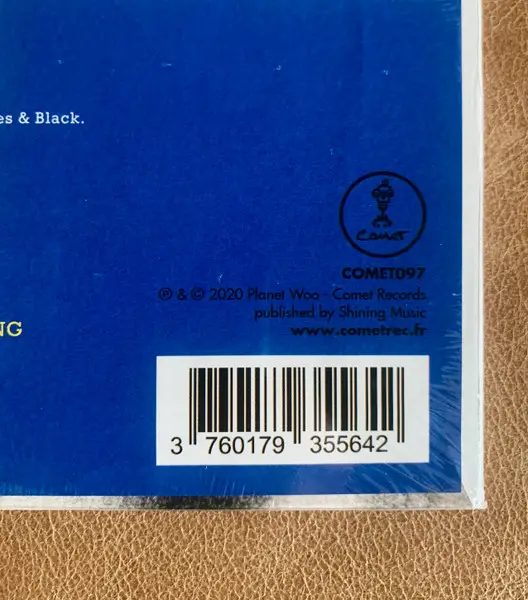 es & Black.
Comet
COMET097
℗ & © 2020 Planet Woo - Comet Records
published by Shining Music
www.cometrec.fr
NG
3 760179 355642